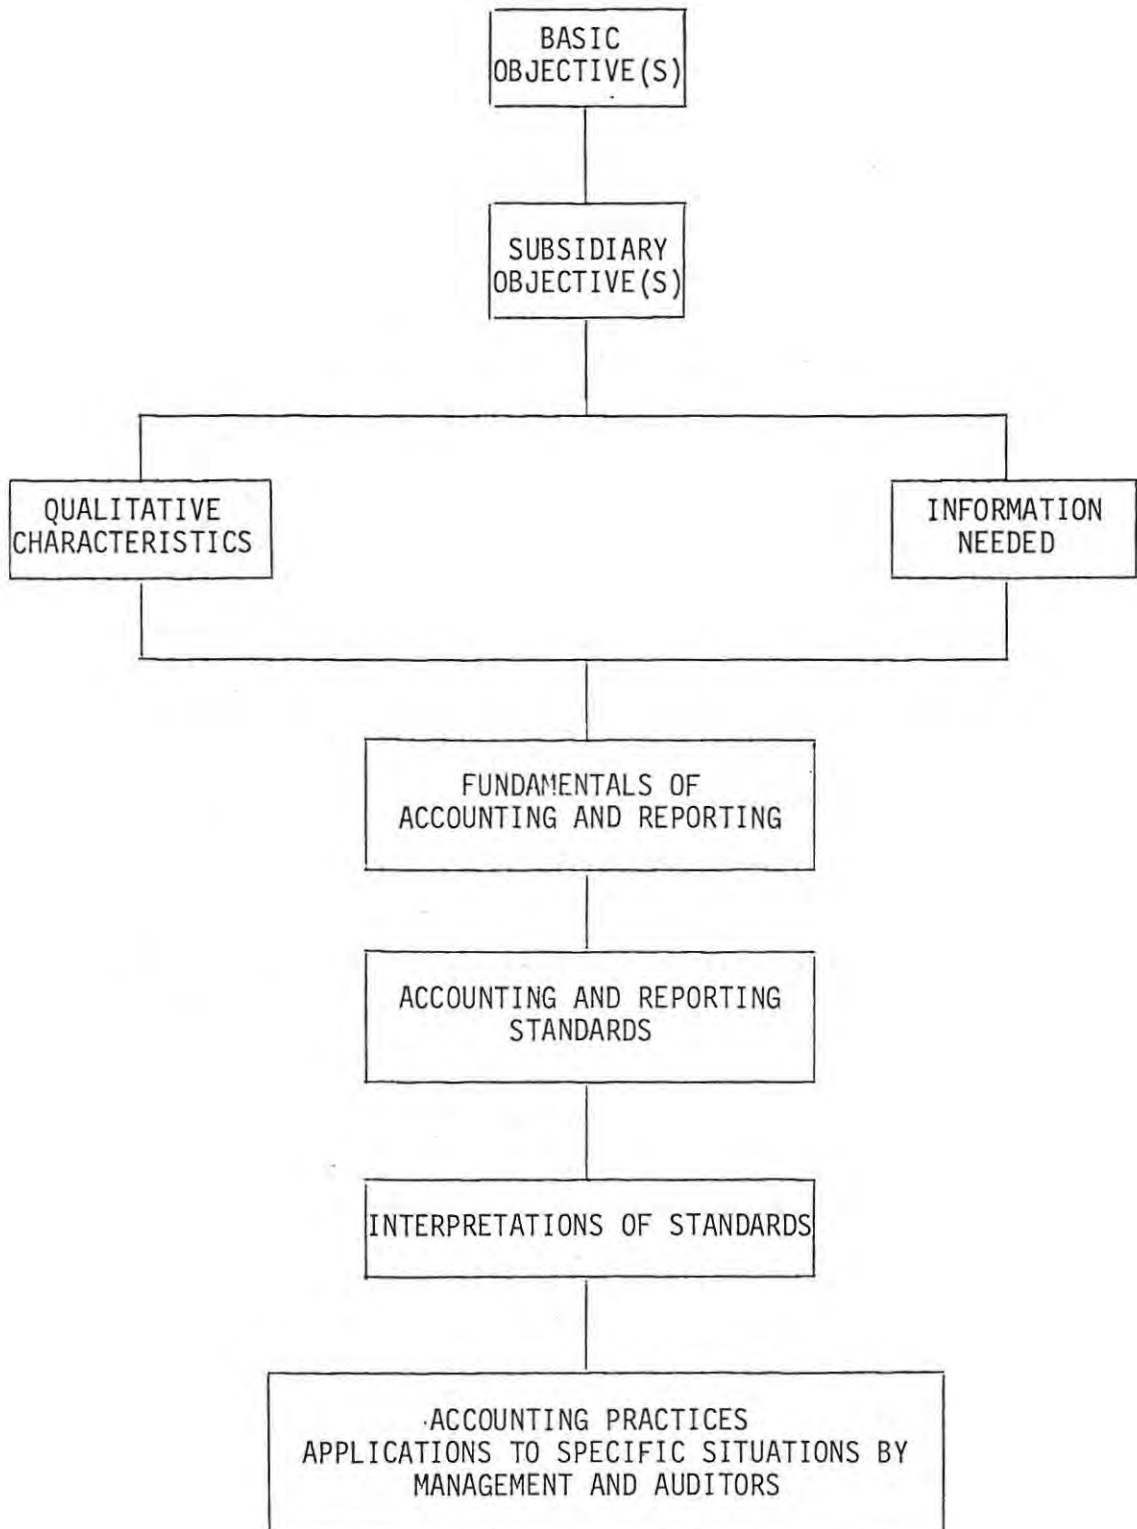 BASIC
OBJECTIVE(S)
SUBSIDIARY
OBJECTIVE(S)
QUALITATIVE
CHARACTERISTICS
INFORMATION
NEEDED
FUNDAMENTALS OF
ACCOUNTING AND REPORTING
ACCOUNTING AND REPORTING
STANDARDS
INTERPRETATIONS OF STANDARDS
ACCOUNTING PRACTICES
APPLICATIONS TO SPECIFIC SITUATIONS BY
MANAGEMENT AND AUDITORS